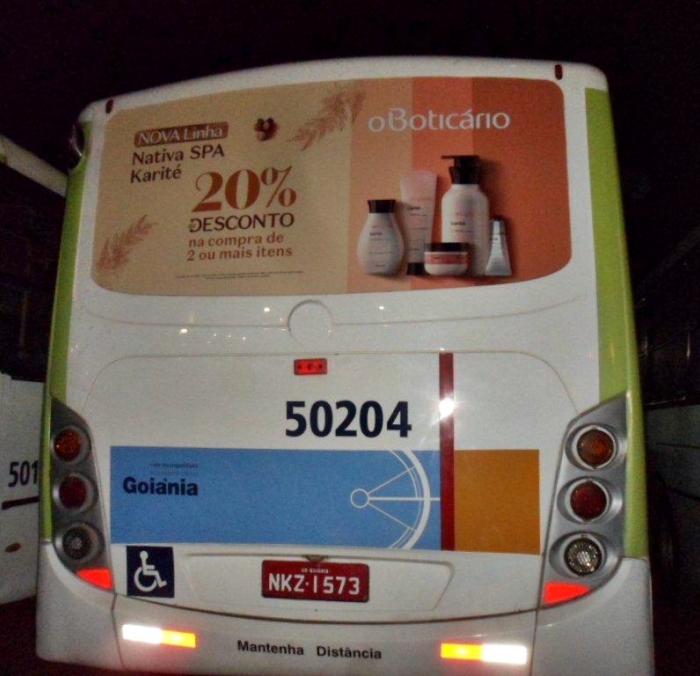 NOVA Linha
Nativa SPA
Karité
20%
DESCONTO
na compra de
2 ou mais itens
oBoticário
50204
Goiânia
501
NKZ-1573
Mantenha Distância